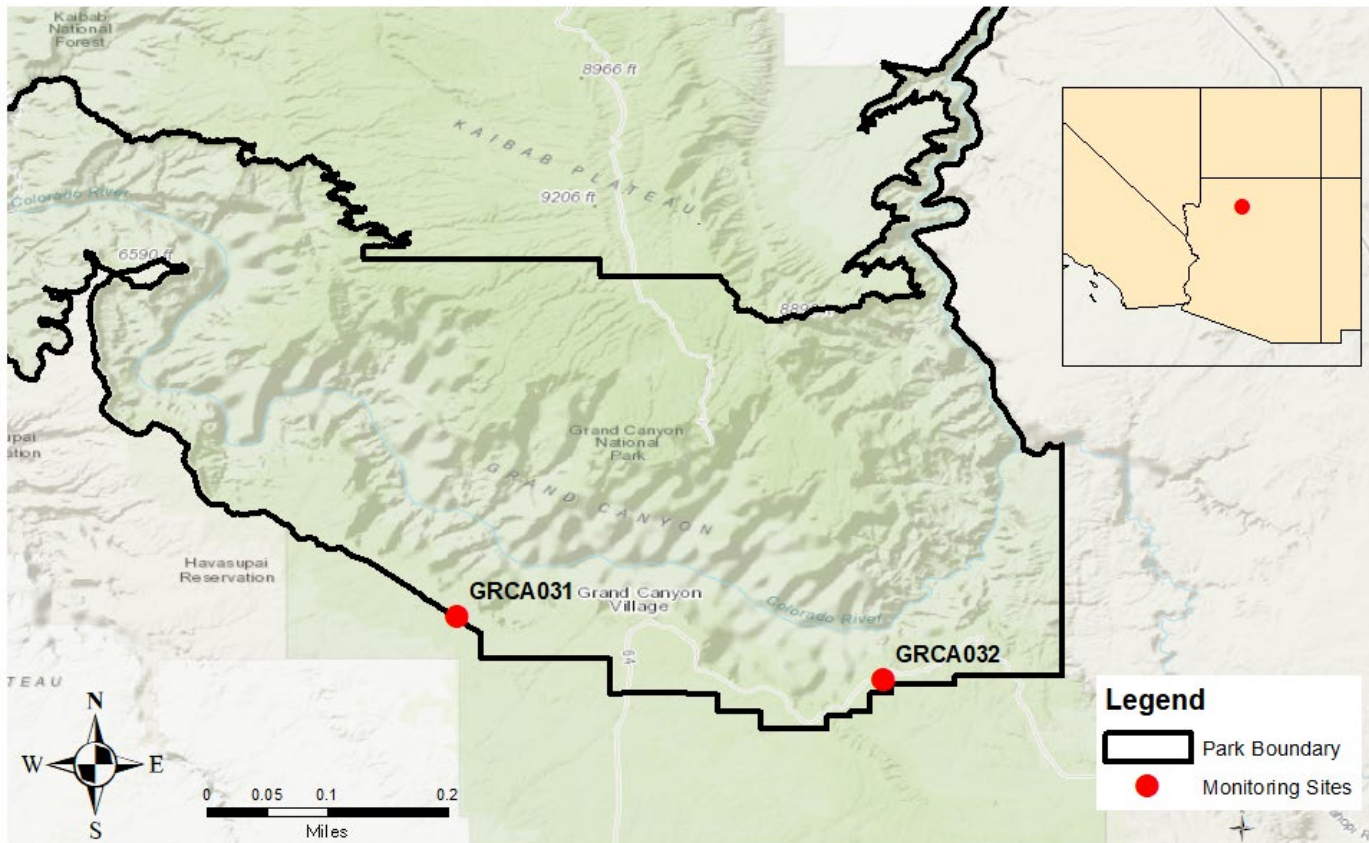 Kaibab
National
Forest
8966 ft
KAIBAB PLATEAU
9206 ft
Colorado River
6590 ft
Grand Canyon
National
Park
GRAND CANYON
Havasupai
Reservation
GRCA031
Grand Canyon
Village
Colorado River
GRCA032
64
TEAU
N
W E
S
0 0.05 0.1 0.2
Miles
Legend
Park Boundary
Monitoring Sites